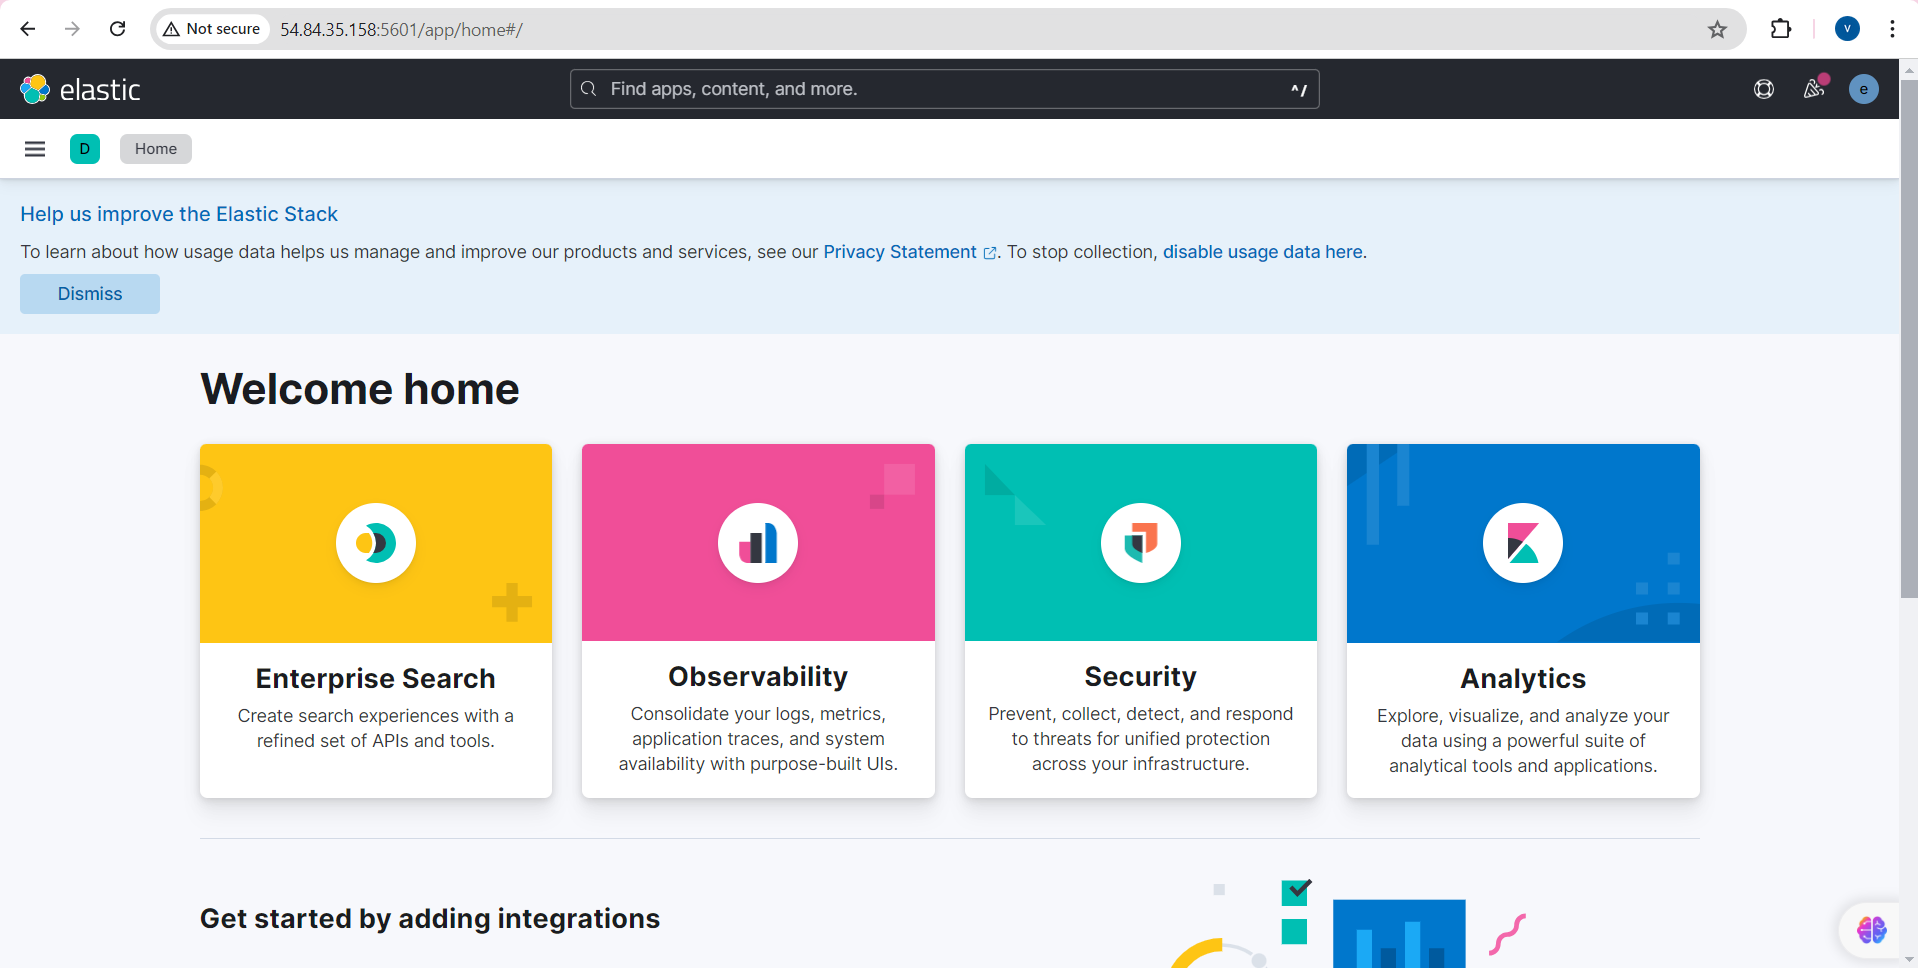 Not secure
54.84.35.158:5601/app/home#/
V
elastic
Find apps, content, and more.
^/
e
D
Home
Help us improve the Elastic Stack
To learn about how usage data helps us manage and improve our products and services, see our Privacy Statement. To stop collection, disable usage data here.
Dismiss
Welcome home
Enterprise Search
Create search experiences with a
refined set of APIs and tools.
Observability
Consolidate your logs, metrics,
application traces, and system
availability with purpose-built UIs.
Security
Prevent, collect, detect, and respond
to threats for unified protection
across your infrastructure.
Analytics
Explore, visualize, and analyze your
data using a powerful suite of
analytical tools and applications.
Get started by adding integrations